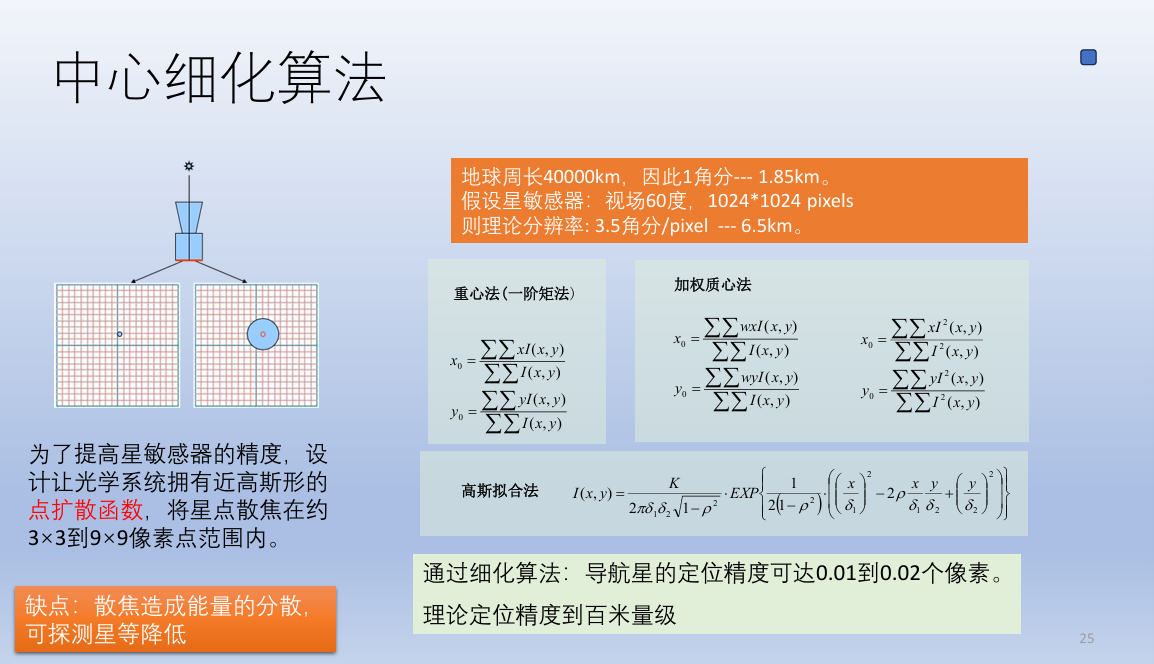 中心细化算法
地球周长40000km，因此1角分--- 1.85km。
假设星敏感器：视场60度，1024*1024 pixels
则理论分辨率: 3.5角分/pixel --- 6.5km。
重心法(一阶矩法)
x₀ = ∑∑xI(x, y) / ∑∑I(x, y)
y₀ = ∑∑yI(x, y) / ∑∑I(x, y)
加权质心法
x₀ = ∑∑wxI(x, y) / ∑∑I(x, y)
y₀ = ∑∑wyI(x, y) / ∑∑I(x, y)
x₀ = ∑∑xI²(x, y) / ∑∑I²(x, y)
y₀ = ∑∑yI²(x, y) / ∑∑I²(x, y)
为了提高星敏感器的精度，设
计让光学系统拥有近高斯形的
点扩散函数，将星点散焦在约
3×3到9×9像素点范围内。
高斯拟合法
I(x, y) = K / (2πδ₁δ₂√(1−ρ²)) · EXP{1 / (2(1−ρ²)) · ((x/δ₁)² − 2ρ (x/δ₁)(y/δ₂) + (y/δ₂)²)}
通过细化算法：导航星的定位精度可达0.01到0.02个像素。
理论定位精度到百米量级
缺点：散焦造成能量的分散，
可探测星等降低
25